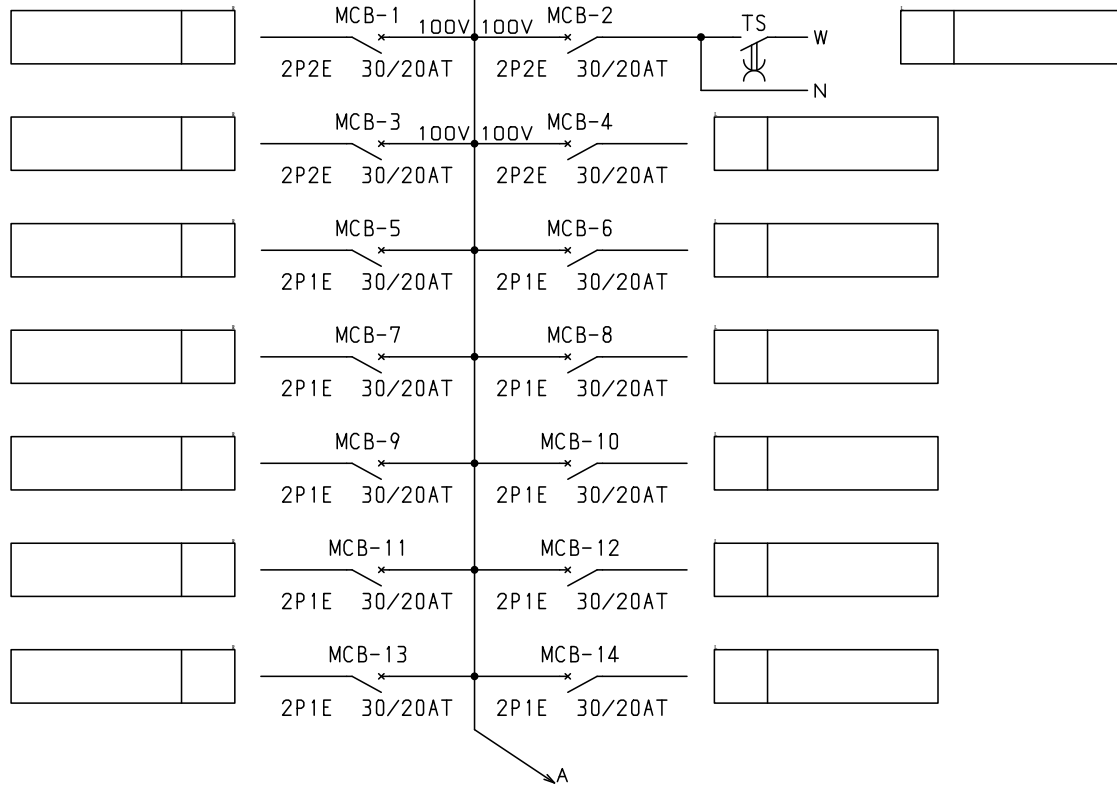 MCB-1 100V 100V MCB-2 TS W
2P2E 30/20AT 2P2E 30/20AT N
MCB-3 100V 100V MCB-4
2P2E 30/20AT 2P2E 30/20AT
MCB-5 MCB-6
2P1E 30/20AT 2P1E 30/20AT
MCB-7 MCB-8
2P1E 30/20AT 2P1E 30/20AT
MCB-9 MCB-10
2P1E 30/20AT 2P1E 30/20AT
MCB-11 MCB-12
2P1E 30/20AT 2P1E 30/20AT
MCB-13 MCB-14
2P1E 30/20AT 2P1E 30/20AT
A